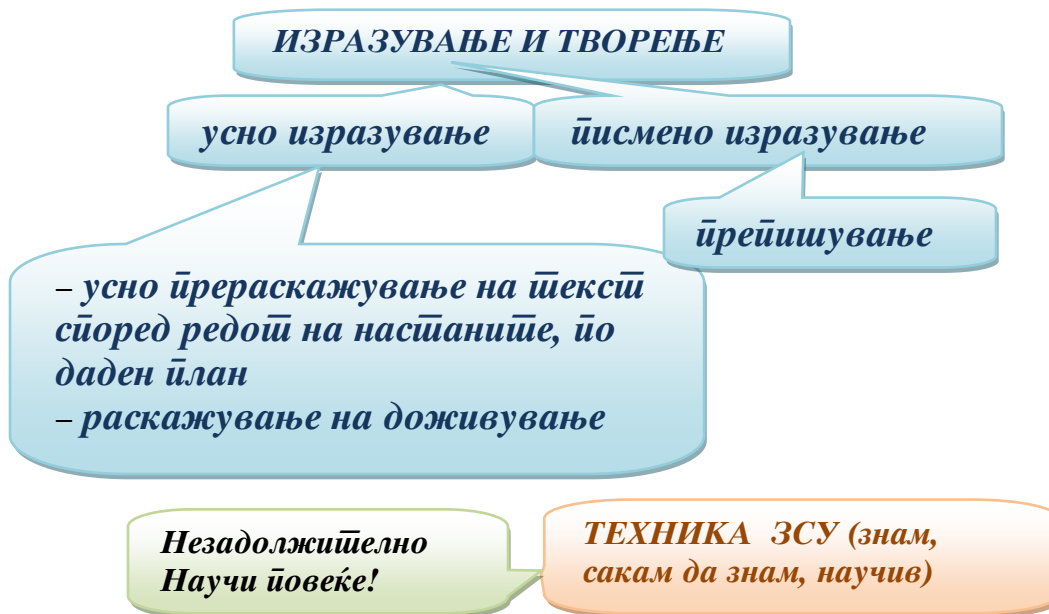 ИЗРАЗУВАЊЕ И ТВОРЕЊЕ
усно изразување
писмено изразување
препишување
– усно прераскажување на текст
според редот на настаните, по
даден план
– раскажување на доживување
Незадолжително
Научи повеќе!
ТЕХНИКА ЗСУ (знам,
сакам да знам, научив)